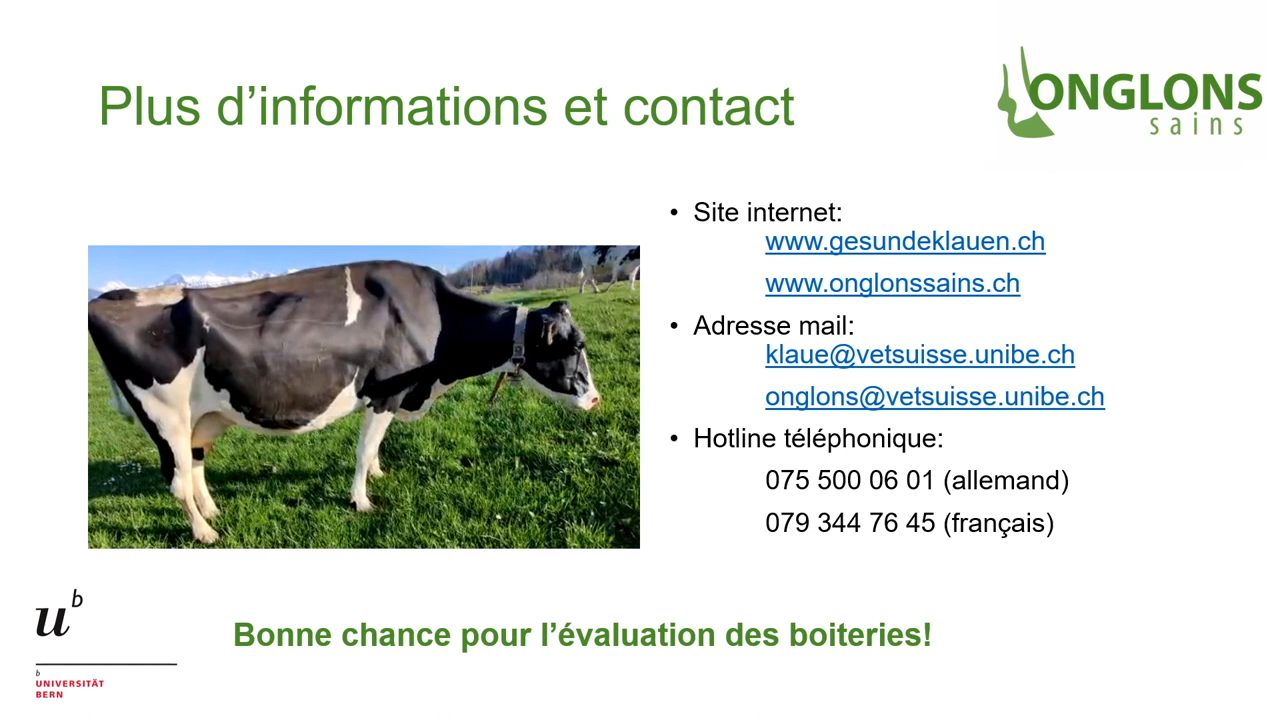 Plus d’informations et contact
ONGLONS
sains
• Site internet:
www.gesundeklauen.ch
www.onglonssains.ch
• Adresse mail:
klaue@vetsuisse.unibe.ch
onglons@vetsuisse.unibe.ch
• Hotline téléphonique:
075 500 06 01 (allemand)
079 344 76 45 (français)
Bonne chance pour l’évaluation des boiteries!
u b
b
UNIVERSITÄT
BERN